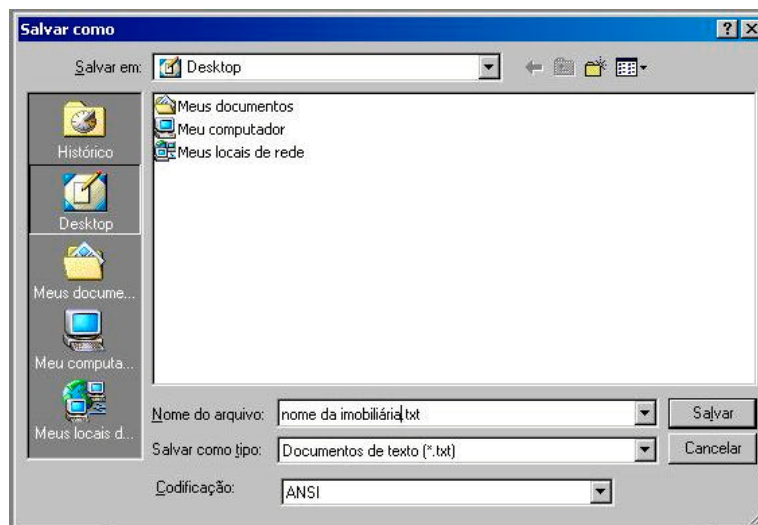 Salvar como
Salvar em:
Desktop
Histórico
Desktop
Meus docume...
Meu computa...
Meus locais d...
Meus documentos
Meu computador
Meus locais de rede
Nome do arquivo:
nome da imobiliária.txt
Salvar
Salvar como tipo:
Documentos de texto (*.txt)
Cancelar
Codificação:
ANSI